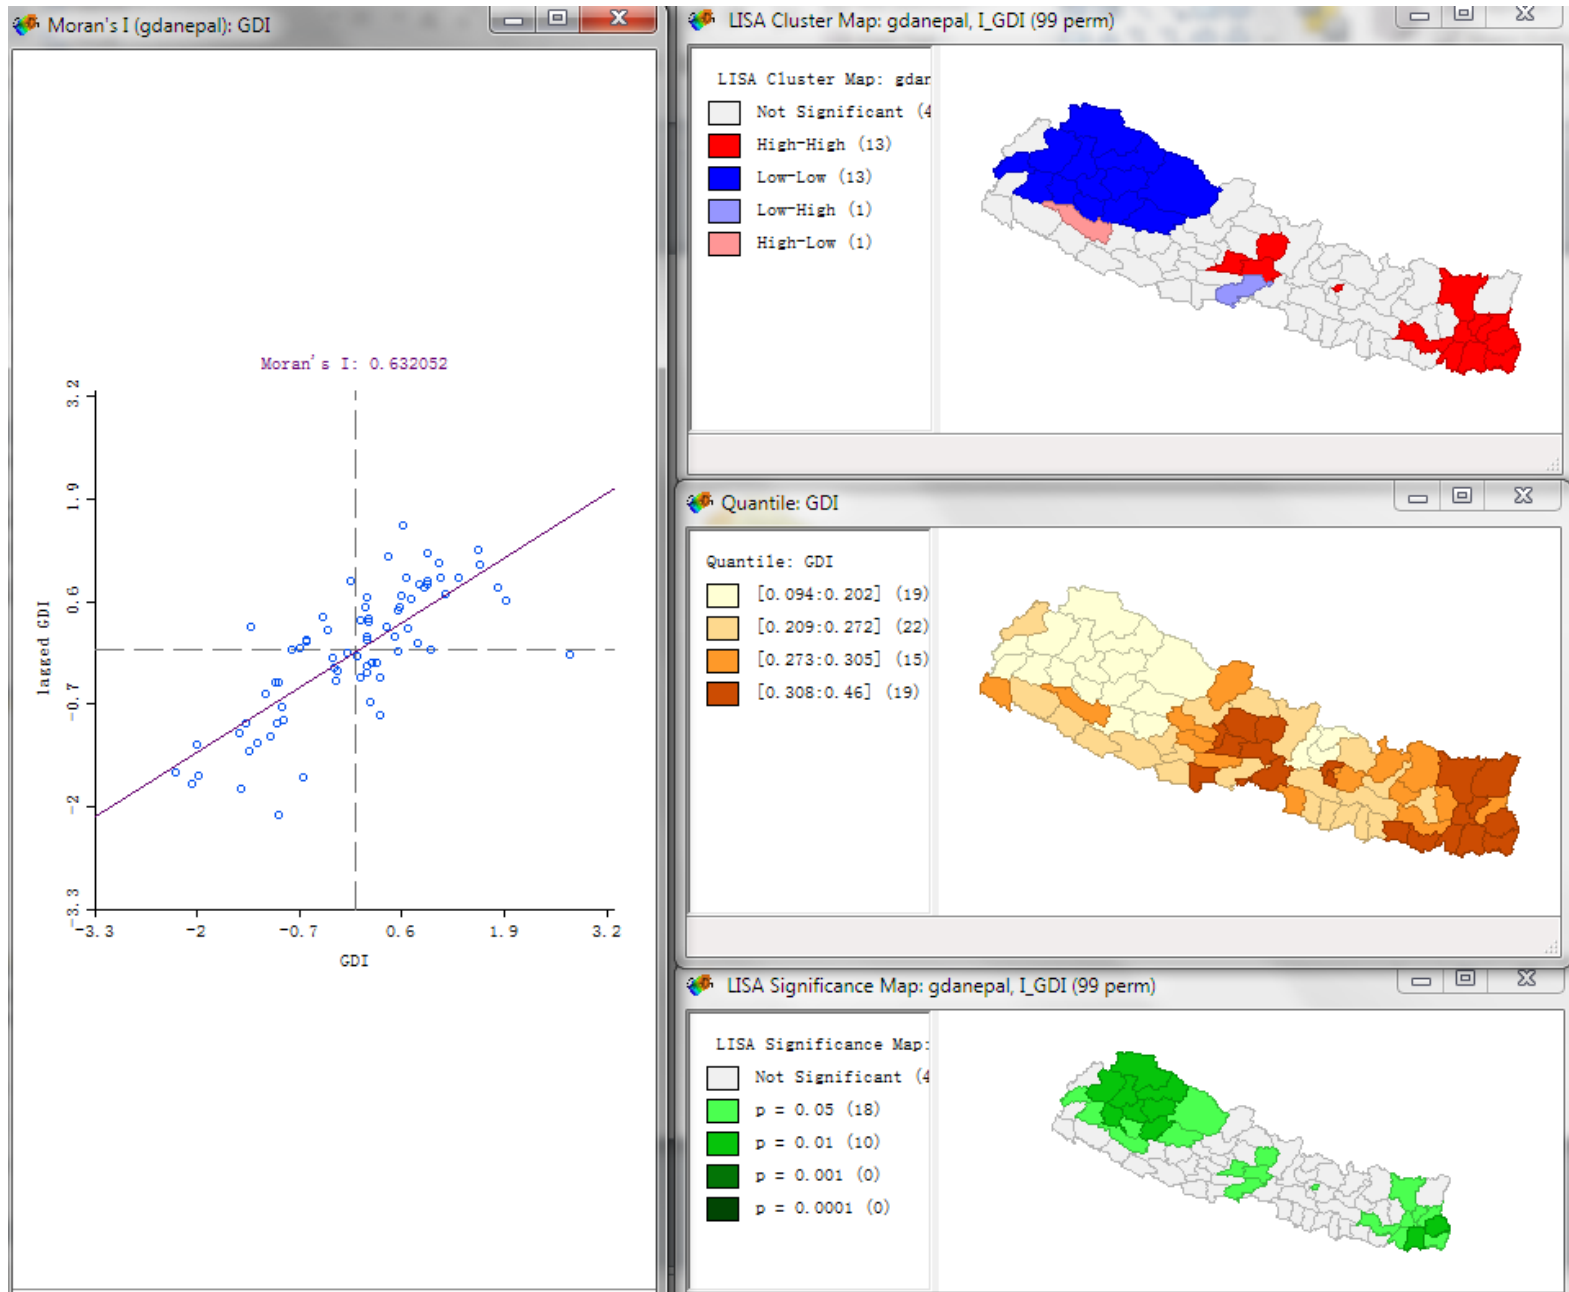 Moran's I (gdanepal): GDI
Moran's I: 0.632052
3.2
1.9
0.6
-0.7
-2
-3.3
lagged GDI
-3.3 -2 -0.7 0.6 1.9 3.2
GDI
LISA Cluster Map: gdanepal, I_GDI (99 perm)
LISA Cluster Map: gdan
Not Significant (4
High-High (13)
Low-Low (13)
Low-High (1)
High-Low (1)
Quantile: GDI
Quantile: GDI
[0.094:0.202] (19)
[0.209:0.272] (22)
[0.273:0.305] (15)
[0.308:0.46] (19)
LISA Significance Map: gdanepal, I_GDI (99 perm)
LISA Significance Map:
Not Significant (4
p = 0.05 (18)
p = 0.01 (10)
p = 0.001 (0)
p = 0.0001 (0)